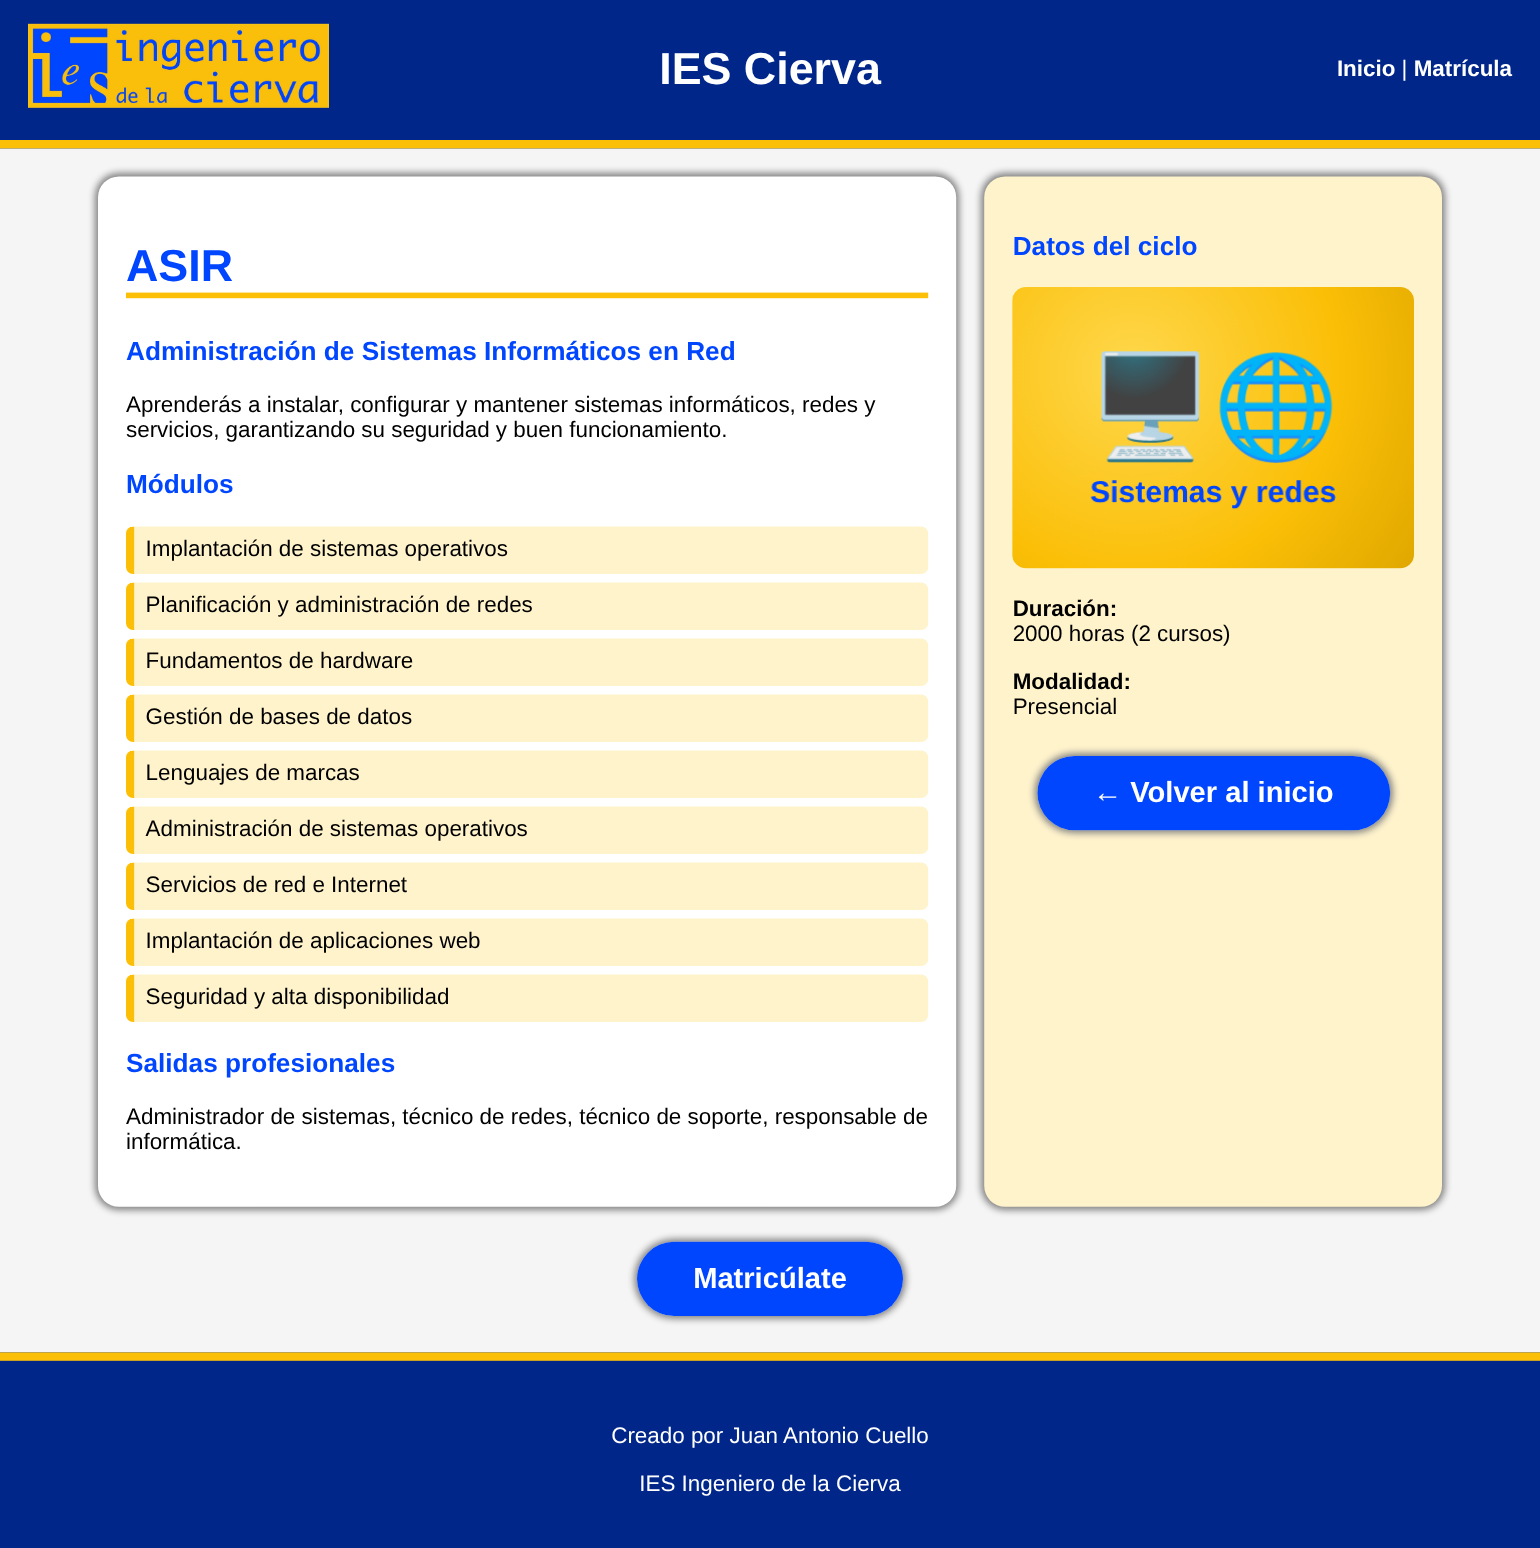 ies ingeniero
de la cierva
IES Cierva
Inicio | Matrícula
ASIR
Administración de Sistemas Informáticos en Red
Aprenderás a instalar, configurar y mantener sistemas informáticos, redes y
servicios, garantizando su seguridad y buen funcionamiento.
Módulos
Implantación de sistemas operativos
Planificación y administración de redes
Fundamentos de hardware
Gestión de bases de datos
Lenguajes de marcas
Administración de sistemas operativos
Servicios de red e Internet
Implantación de aplicaciones web
Seguridad y alta disponibilidad
Salidas profesionales
Administrador de sistemas, técnico de redes, técnico de soporte, responsable de
informática.
Datos del ciclo
Sistemas y redes
Duración:
2000 horas (2 cursos)
Modalidad:
Presencial
← Volver al inicio
Matricúlate
Creado por Juan Antonio Cuello
IES Ingeniero de la Cierva